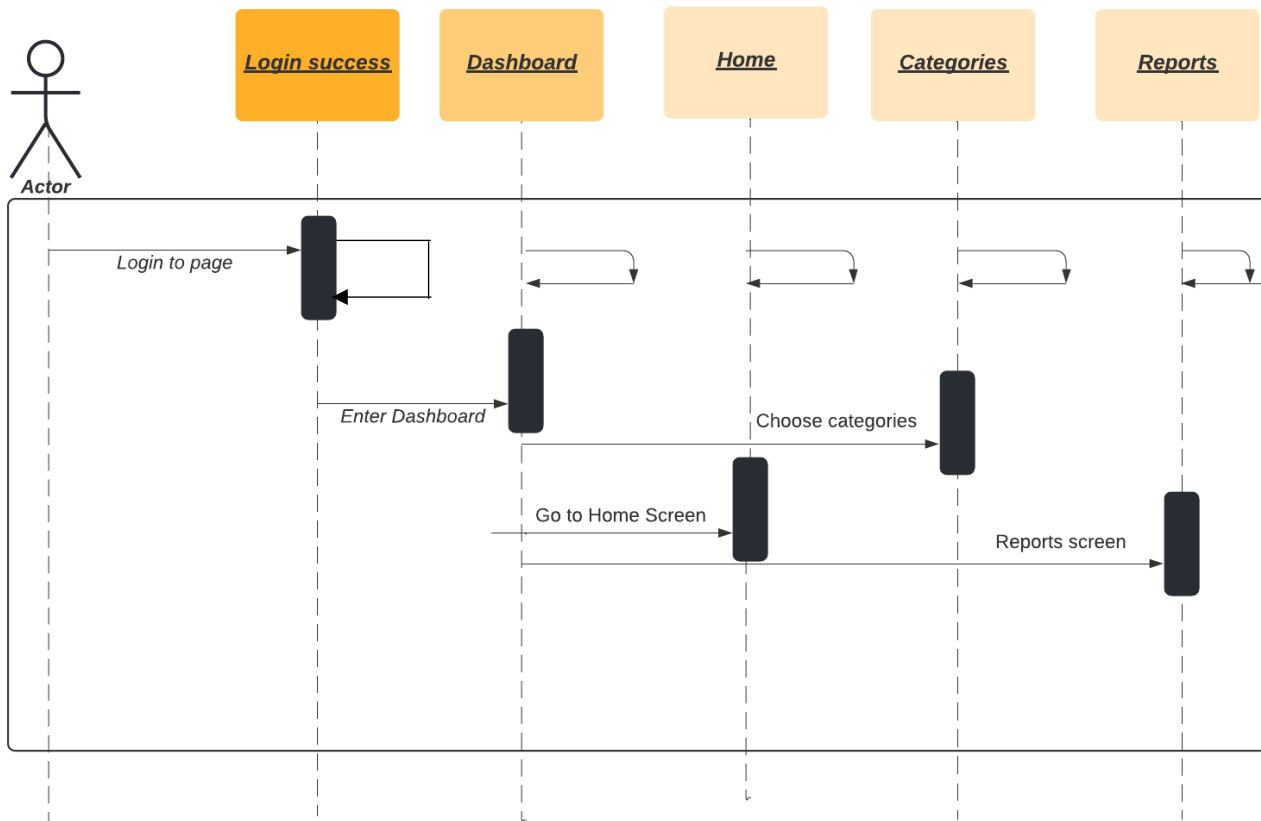 Login success
Dashboard
Home
Categories
Reports
Actor
Login to page
Enter Dashboard
Choose categories
Go to Home Screen
Reports screen